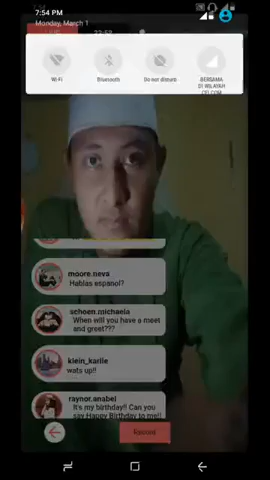 7:54 PM
Monday, March 1
Wi-Fi
Bluetooth
Do not disturb
BERSAMA
DI WILAYAH
moore.neva
Hablas espanol?
schoen.michaela
When will you have a meet
and greet???
klein_karlie
wats up!!
raynor.anabel
It's my birthday!! Can you
say Happy Birthday to me!!